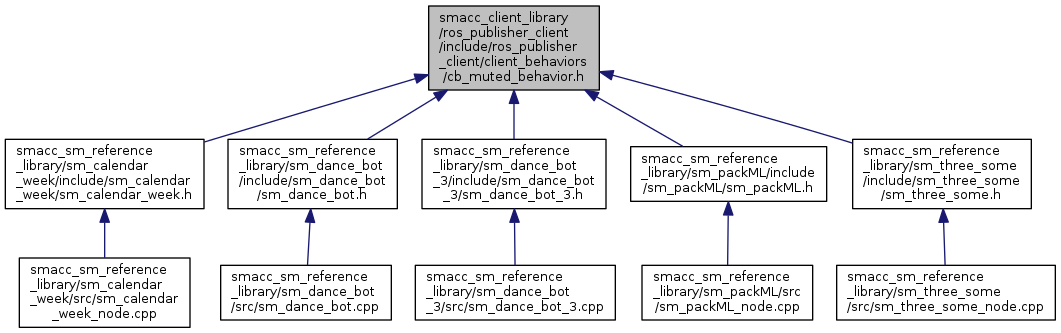 smacc_client_library
/ros_publisher_client
/include/ros_publisher
_client/client_behaviors
/cb_muted_behavior.h
smacc_sm_reference
_library/sm_calendar
_week/include/sm_calendar
_week/sm_calendar_week.h
smacc_sm_reference
_library/sm_dance_bot
/include/sm_dance_bot
/sm_dance_bot.h
smacc_sm_reference
_library/sm_dance_bot
_3/include/sm_dance_bot
_3/sm_dance_bot_3.h
smacc_sm_reference
_library/sm_packML/include
/sm_packML/sm_packML.h
smacc_sm_reference
_library/sm_three_some
/include/sm_three_some
/sm_three_some.h
smacc_sm_reference
_library/sm_calendar
_week/src/sm_calendar
_week_node.cpp
smacc_sm_reference
_library/sm_dance_bot
/src/sm_dance_bot.cpp
smacc_sm_reference
_library/sm_dance_bot
_3/src/sm_dance_bot_3.cpp
smacc_sm_reference
_library/sm_packML/src
/sm_packML_node.cpp
smacc_sm_reference
_library/sm_three_some
/src/sm_three_some_node.cpp